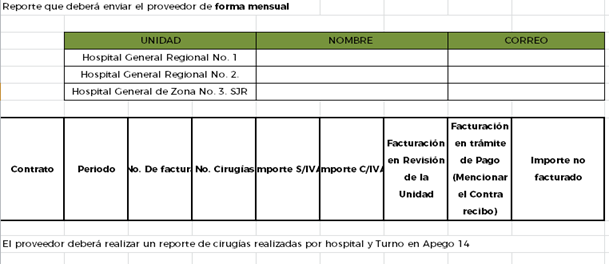 Reporte que deberá enviar el proveedor de forma mensual
UNIDAD NOMBRE CORREO
Hospital General Regional No. 1
Hospital General Regional No. 2.
Hospital General de Zona No. 3. SJR
Contrato Periodo No. De factur No. Cirugías mporte S/IV mporte C/IV Facturación en Revisión de la Unidad Facturación en trámite de Pago (Mencionar el Contra recibo) Importe no facturado
El proveedor deberá realizar un reporte de cirugías realizadas por hospital y Turno en Apego 14